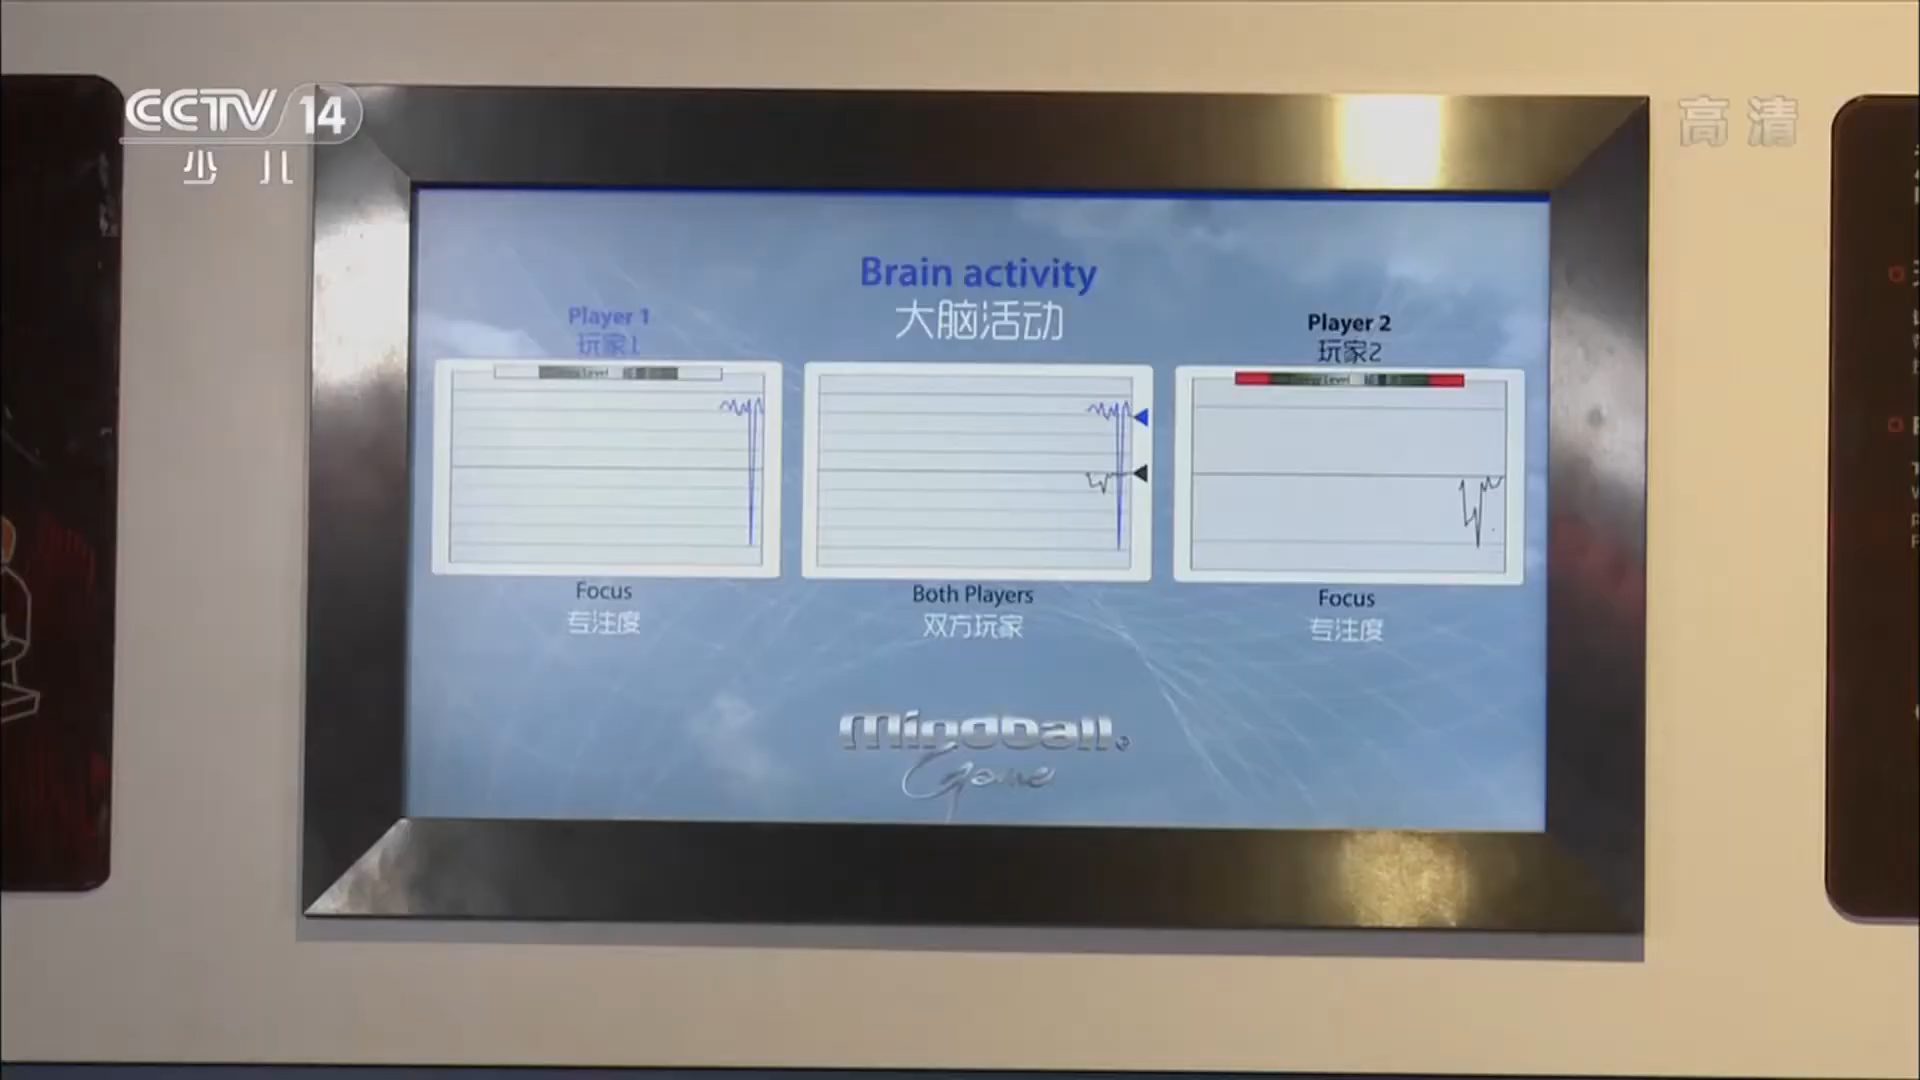 CCTV 14
少儿
高清
Brain activity
大脑活动
Player 1
玩家1
Player 2
玩家2
Focus
专注度
Both Players
双方玩家
Focus
专注度
mindball
Game